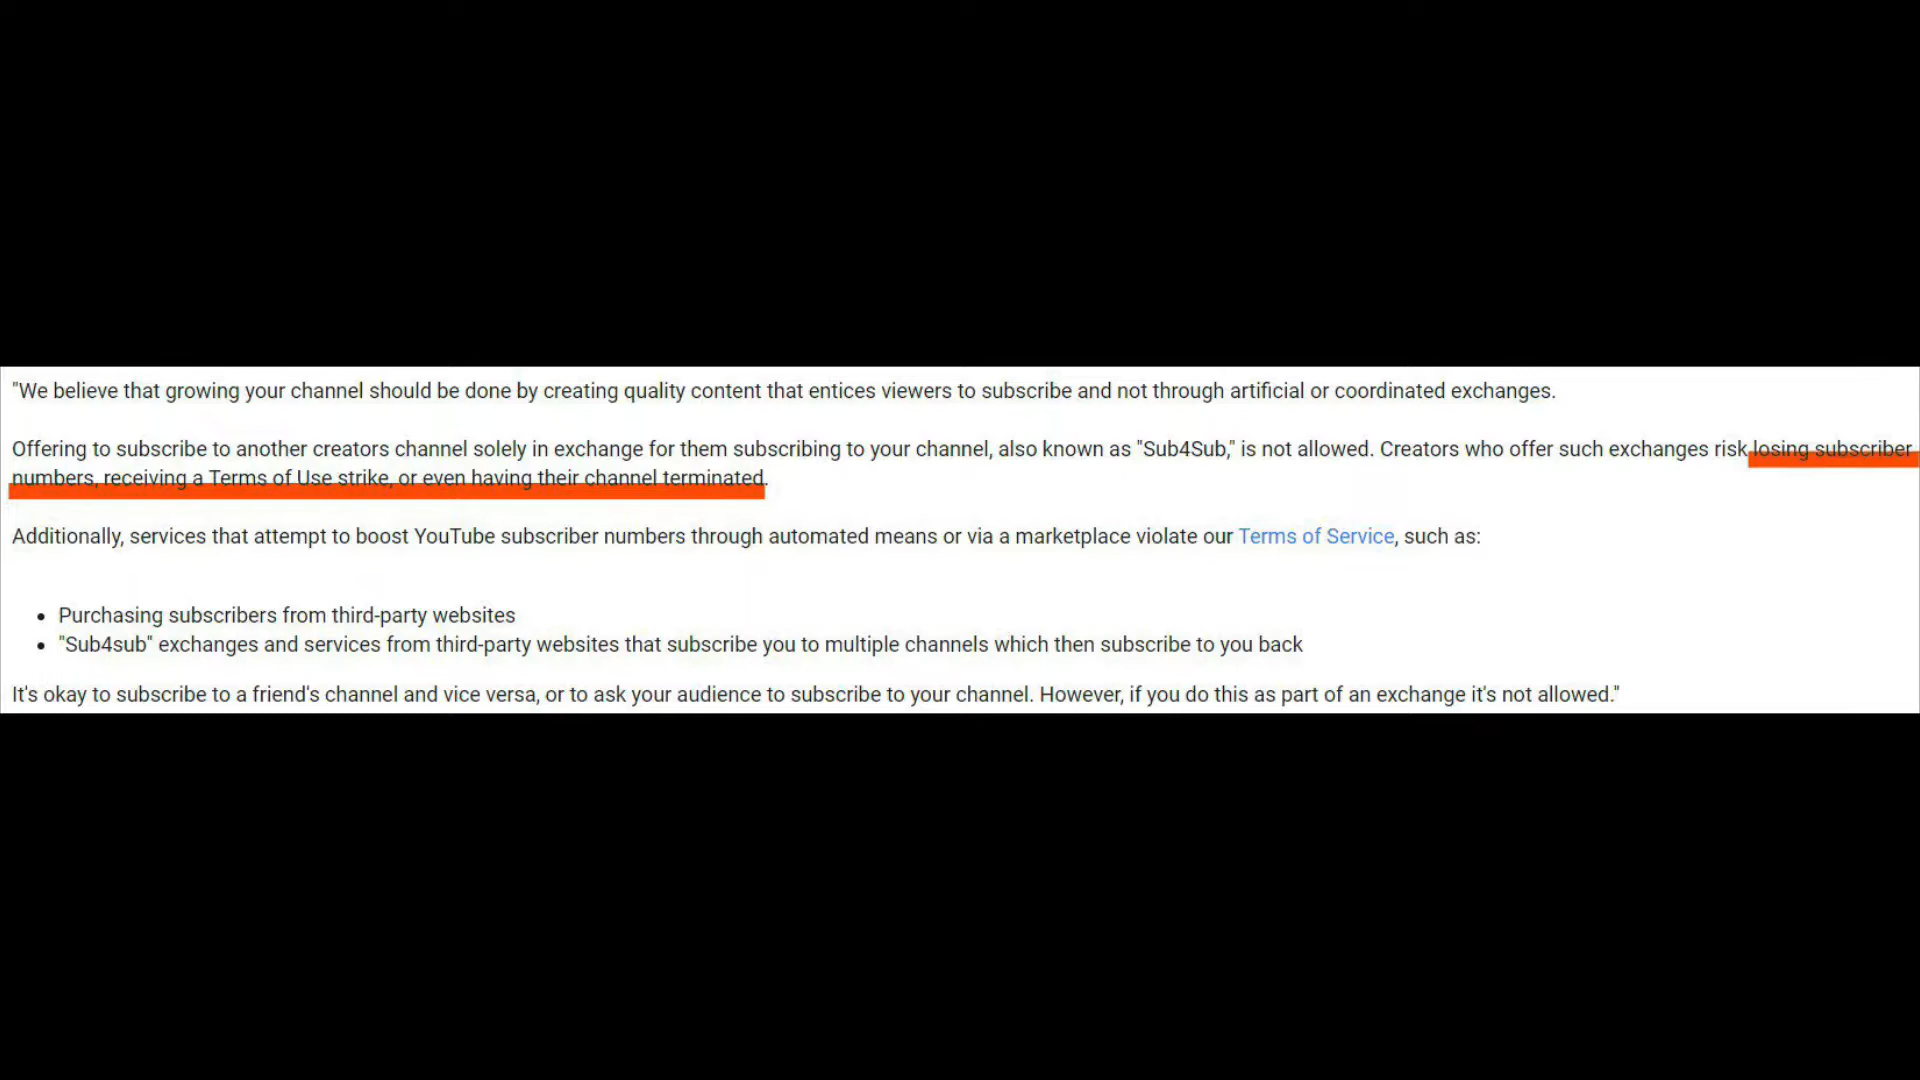 "We believe that growing your channel should be done by creating quality content that entices viewers to subscribe and not through artificial or coordinated exchanges.
Offering to subscribe to another creators channel solely in exchange for them subscribing to your channel, also known as "Sub4Sub," is not allowed. Creators who offer such exchanges risk losing subscriber
numbers, receiving a Terms of Use strike, or even having their channel terminated.
Additionally, services that attempt to boost YouTube subscriber numbers through automated means or via a marketplace violate our Terms of Service, such as:
• Purchasing subscribers from third-party websites
• "Sub4sub" exchanges and services from third-party websites that subscribe you to multiple channels which then subscribe to you back
It's okay to subscribe to a friend's channel and vice versa, or to ask your audience to subscribe to your channel. However, if you do this as part of an exchange it's not allowed."